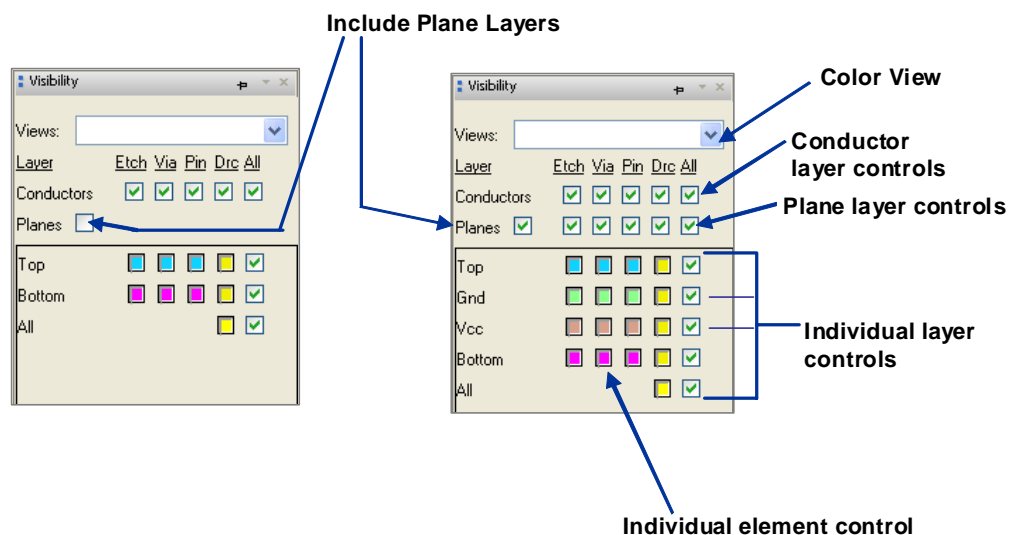 Include Plane Layers
Visibility
Views:
Layer Etch Via Pin Drc All
Conductors
Planes
Top
Bottom
All
Visibility
Views:
Layer Etch Via Pin Drc All
Conductors
Planes
Top
Gnd
Vcc
Bottom
All
Color View
Conductor
layer controls
Plane layer controls
Individual layer
controls
Individual element control